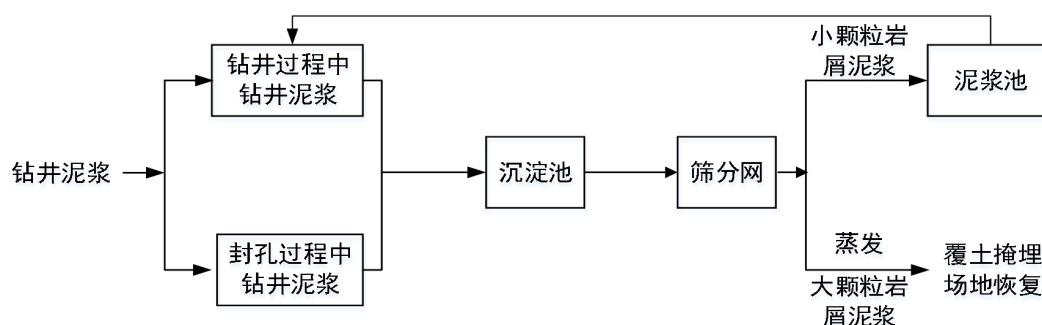 钻井泥浆
钻井过程中
钻井泥浆
封孔过程中
钻井泥浆
沉淀池
筛分网
小颗粒岩
屑泥浆
泥浆池
蒸发
大颗粒岩
屑泥浆
覆土掩埋
场地恢复